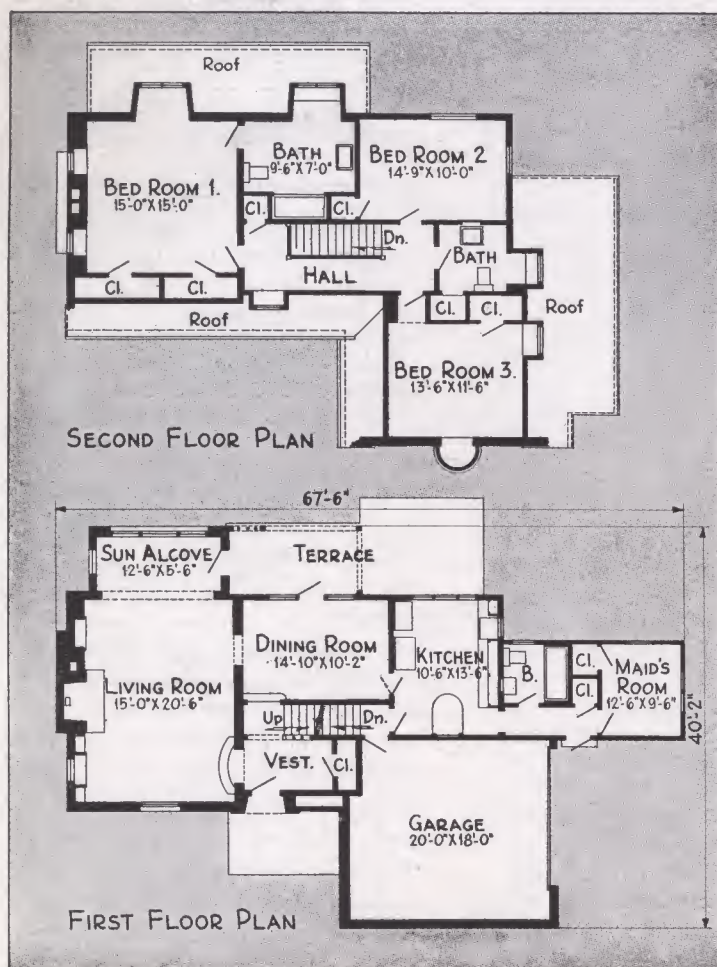 Roof
BED ROOM 1.
15'-0"X15'-0"
BATH
9'-6"X7'-0"
BED ROOM 2
14'-9"X10'-0"
Cl.
Cl.
Dn.
BATH
HALL
Cl.
Cl.
Cl.
Cl.
Roof
Roof
BED ROOM 3.
13'-6"X11'-6"
SECOND FLOOR PLAN
67'-6"
SUN ALCOVE
12'-6"X5'-6"
TERRACE
DINING ROOM
14'-10"X10'-2"
KITCHEN
10'-6"X13'-6"
LIVING ROOM
15'-0"X20'-6"
B.
Cl.
Cl.
MAID'S
ROOM
12'-6"X9'-6"
40'-2"
Up
Dn.
VEST.
Cl.
GARAGE
20'-0"X18'-0"
FIRST FLOOR PLAN